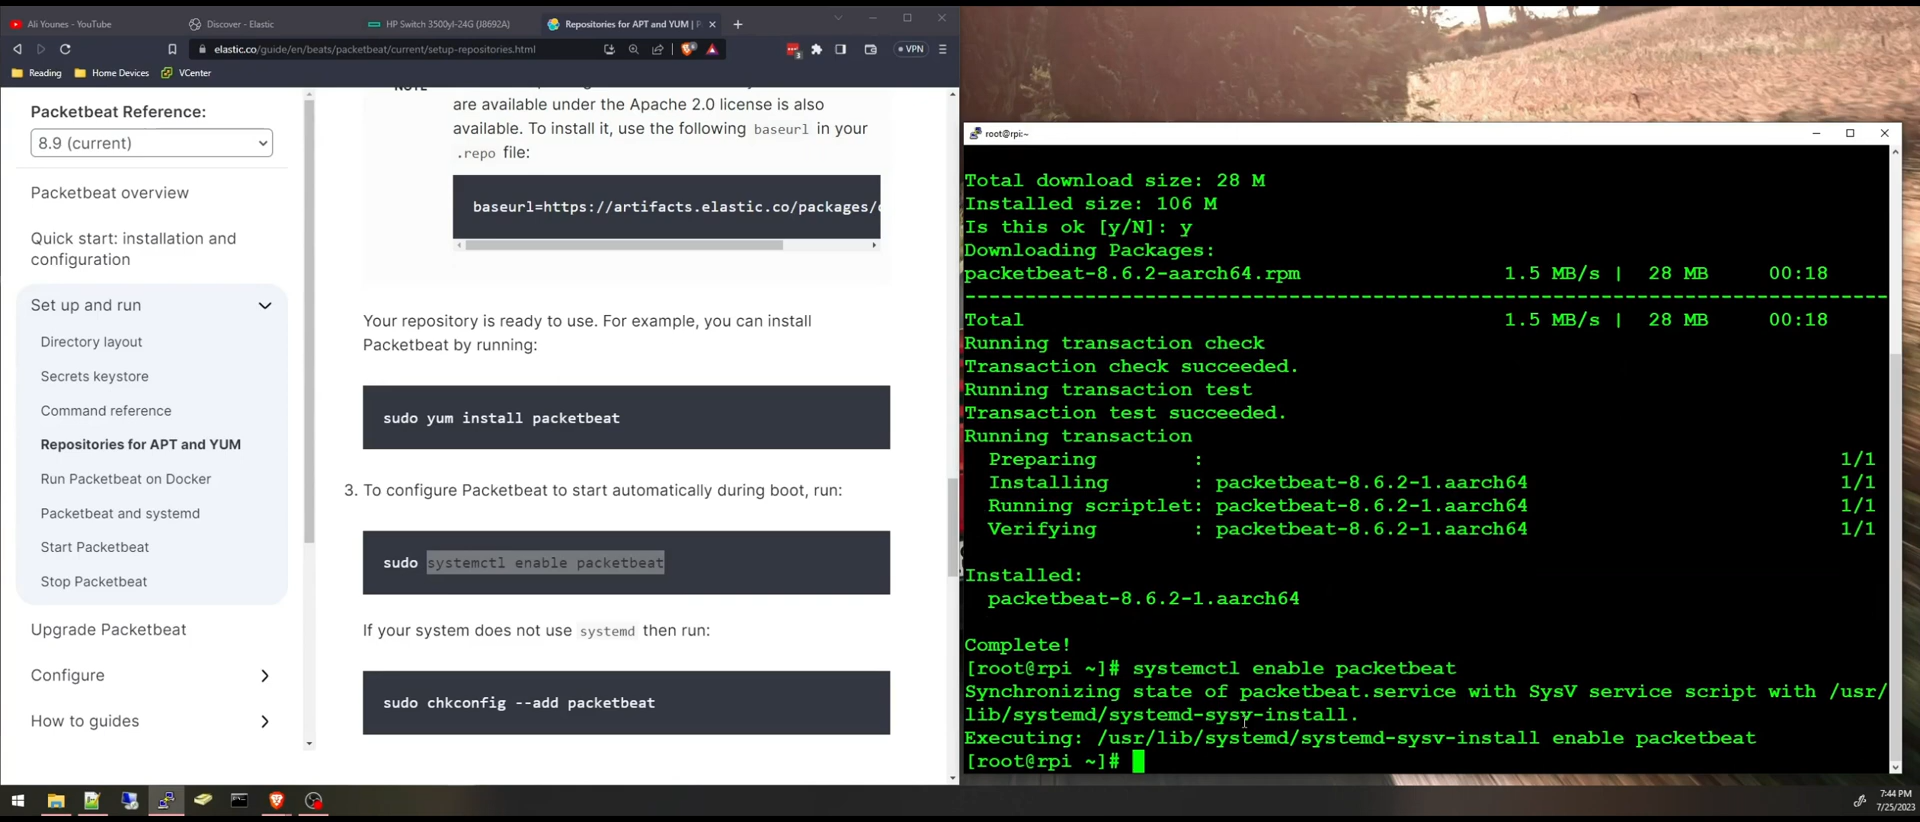 Ali Younes - YouTube
Discover - Elastic
HP Switch 3500yl-24G (J8692A)
Repositories for APT and YUM | P
elastic.co/guide/en/beats/packetbeat/current/setup-repositories.html
VPN
Reading
Home Devices
VCenter
Packetbeat Reference:
8.9 (current)
Packetbeat overview
Quick start: installation and
configuration
Set up and run
Directory layout
Secrets keystore
Command reference
Repositories for APT and YUM
Run Packetbeat on Docker
Packetbeat and systemd
Start Packetbeat
Stop Packetbeat
Upgrade Packetbeat
Configure
How to guides
NOTE
are available under the Apache 2.0 license is also
available. To install it, use the following baseurl in your
.repo file:
baseurl=https://artifacts.elastic.co/packages/
Your repository is ready to use. For example, you can install
Packetbeat by running:
sudo yum install packetbeat
3. To configure Packetbeat to start automatically during boot, run:
sudo systemctl enable packetbeat
If your system does not use systemd then run:
sudo chkconfig --add packetbeat
root@rpi:~
Total download size: 28 M
Installed size: 106 M
Is this ok [y/N]: y
Downloading Packages:
packetbeat-8.6.2-aarch64.rpm 1.5 MB/s | 28 MB 00:18
--------------------------------------------------------------------------------
Total 1.5 MB/s | 28 MB 00:18
Running transaction check
Transaction check succeeded.
Running transaction test
Transaction test succeeded.
Running transaction
Preparing : 1/1
Installing : packetbeat-8.6.2-1.aarch64 1/1
Running scriptlet: packetbeat-8.6.2-1.aarch64 1/1
Verifying : packetbeat-8.6.2-1.aarch64 1/1
Installed:
packetbeat-8.6.2-1.aarch64
Complete!
[root@rpi ~]# systemctl enable packetbeat
Synchronizing state of packetbeat.service with SysV service script with /usr/
lib/systemd/systemd-sysv-install.
Executing: /usr/lib/systemd/systemd-sysv-install enable packetbeat
[root@rpi ~]#
7:44 PM
7/25/2023